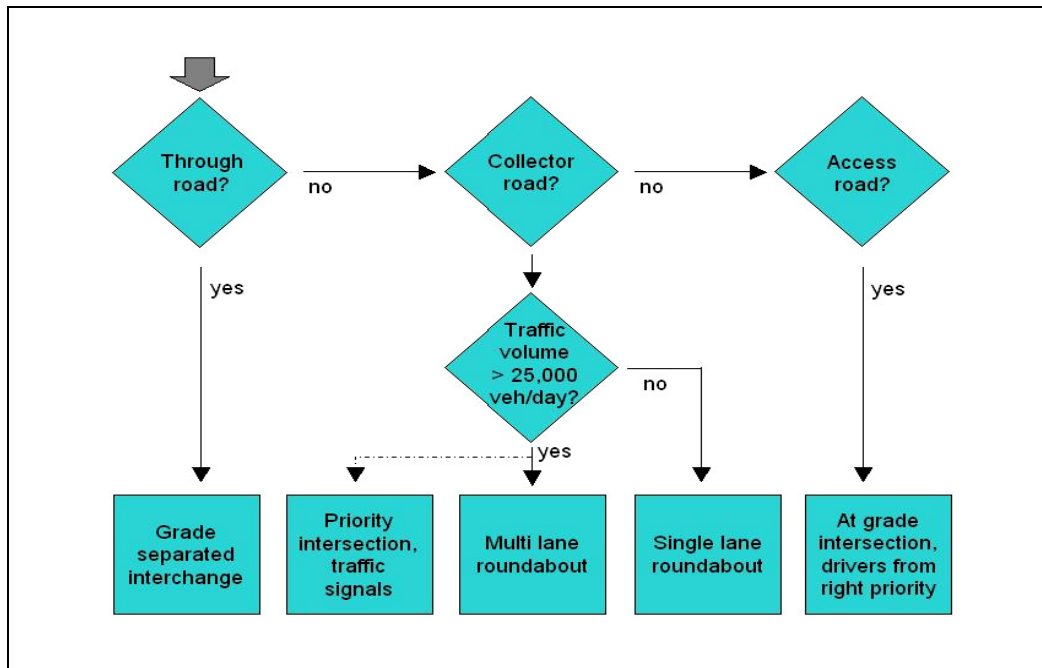 Through
road?
no
Collector
road?
no
Access
road?
yes
Traffic
volume
> 25,000
veh/day?
no
yes
yes
Grade
separated
interchange
Priority
intersection,
traffic
signals
Multi lane
roundabout
Single lane
roundabout
At grade
intersection,
drivers from
right priority